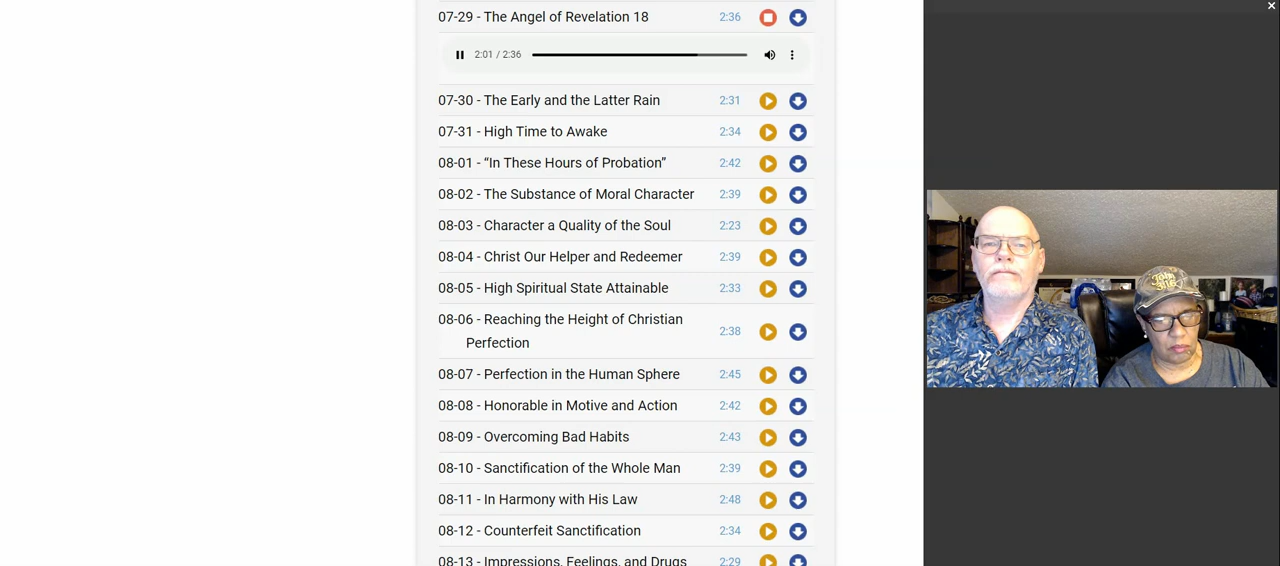 07-29 - The Angel of Revelation 18 2:36
2:01 / 2:36
07-30 - The Early and the Latter Rain 2:31
07-31 - High Time to Awake 2:34
08-01 - “In These Hours of Probation” 2:42
08-02 - The Substance of Moral Character 2:39
08-03 - Character a Quality of the Soul 2:23
08-04 - Christ Our Helper and Redeemer 2:39
08-05 - High Spiritual State Attainable 2:33
08-06 - Reaching the Height of Christian
Perfection 2:38
08-07 - Perfection in the Human Sphere 2:45
08-08 - Honorable in Motive and Action 2:42
08-09 - Overcoming Bad Habits 2:43
08-10 - Sanctification of the Whole Man 2:39
08-11 - In Harmony with His Law 2:48
08-12 - Counterfeit Sanctification 2:34
08-13 - Impressions, Feelings, and Drugs 2:29
John
3:16